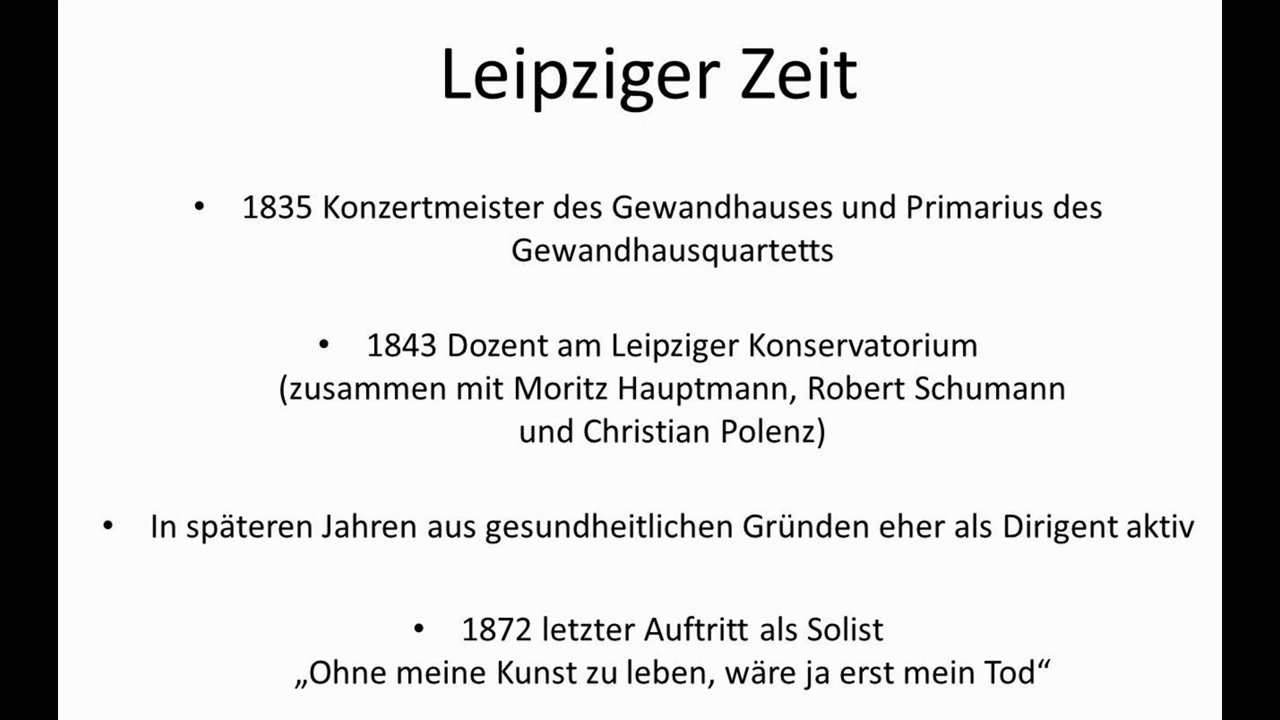 Leipziger Zeit
• 1835 Konzertmeister des Gewandhauses und Primarius des
Gewandhausquartetts
• 1843 Dozent am Leipziger Konservatorium
(zusammen mit Moritz Hauptmann, Robert Schumann
und Christian Polenz)
• In späteren Jahren aus gesundheitlichen Gründen eher als Dirigent aktiv
• 1872 letzter Auftritt als Solist
„Ohne meine Kunst zu leben, wäre ja erst mein Tod“